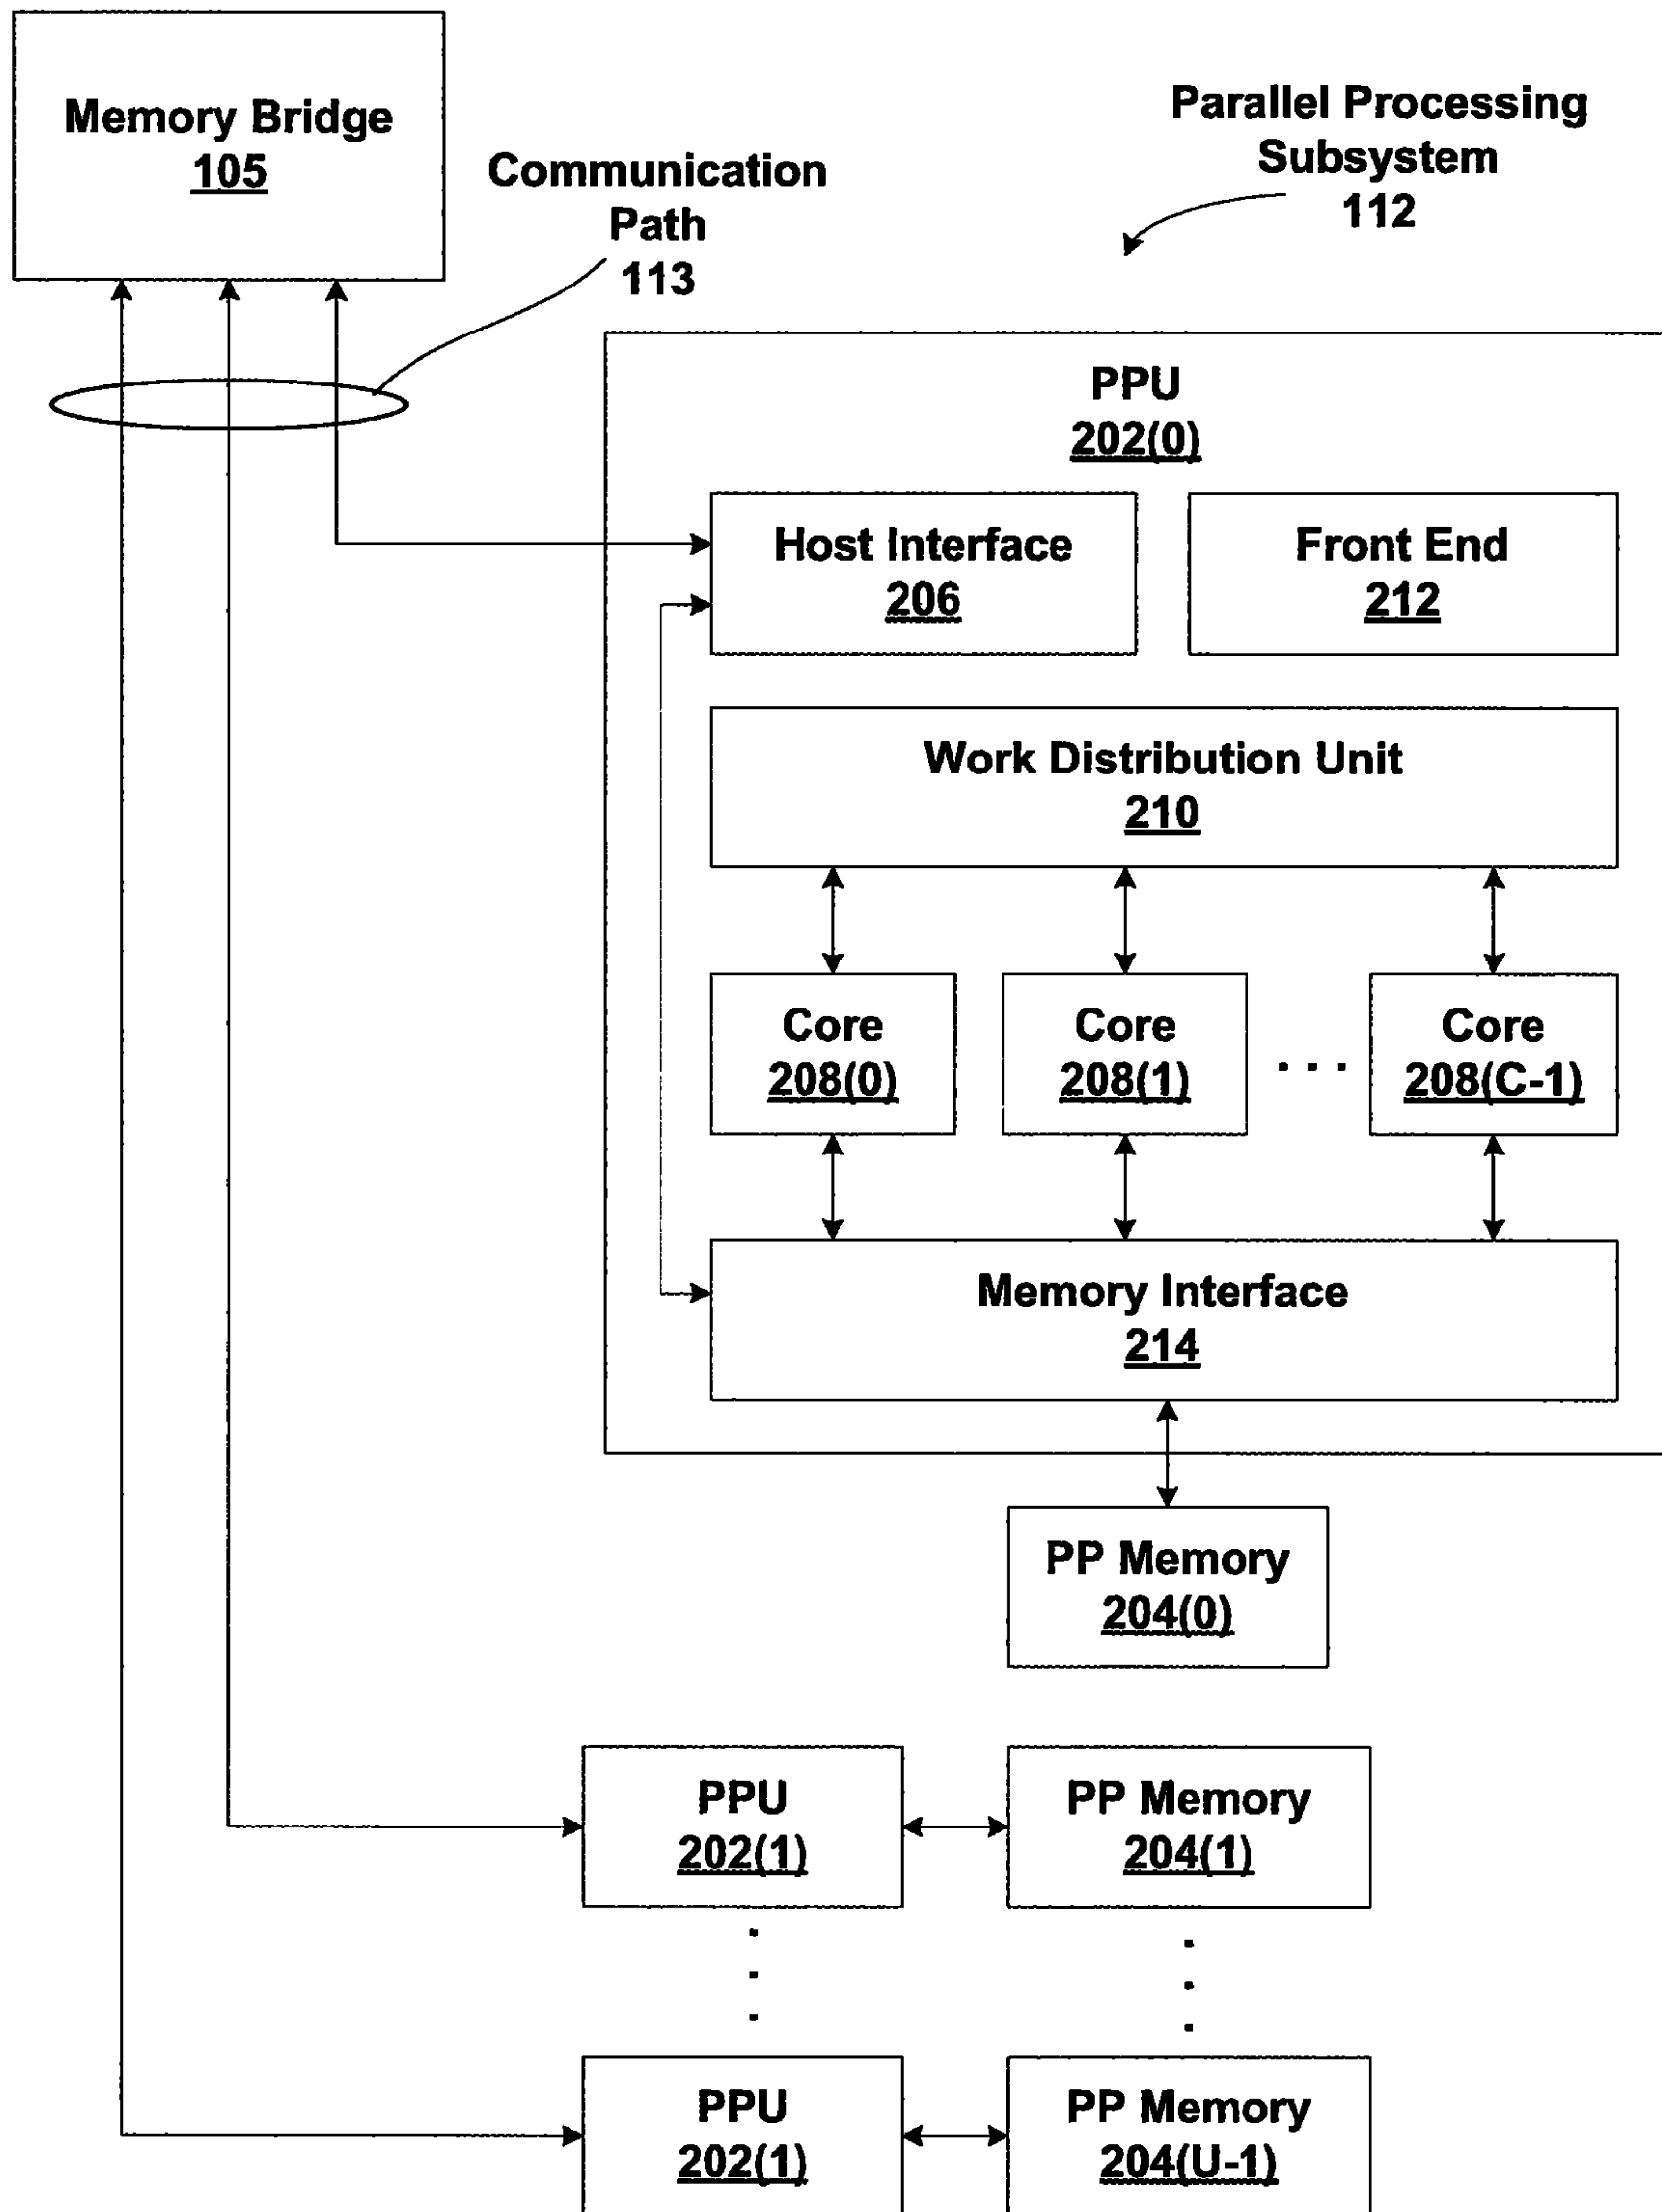 Memory Bridge
105
Communication
Path
113
Parallel Processing
Subsystem
112
PPU
202(0)
Host Interface
206
Front End
212
Work Distribution Unit
210
Core
208(0)
Core
208(1)
. . .
Core
208(C-1)
Memory Interface
214
PP Memory
204(0)
PPU
202(1)
PP Memory
204(1)
PPU
202(1)
PP Memory
204(U-1)